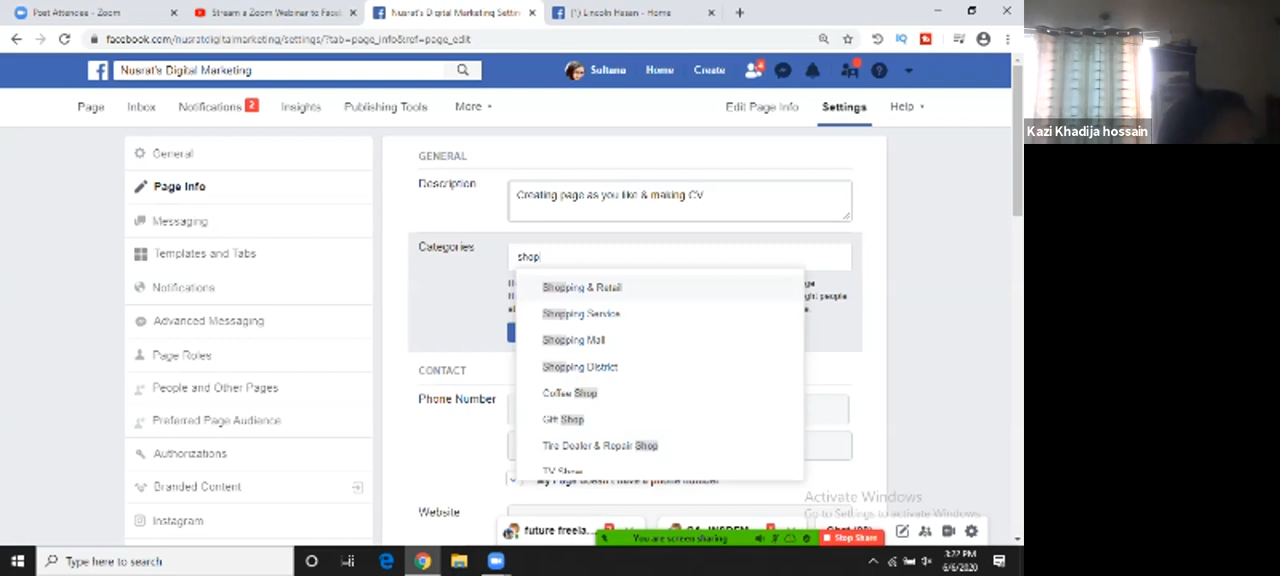 Post Attendee - Zoom
Stream a Zoom Webinar to Facel
Nusrat's Digital Marketing Settin
(1) Lincoln Hasan - Home
facebook.com/nusratdigitalmarketing/settings/?tab=page_info&ref=page_edit
Nusrat's Digital Marketing
Sultana
Home
Create
Page
Inbox
Notifications 2
Insights
Publishing Tools
More
Edit Page Info
Settings
Help
General
Page Info
Messaging
Templates and Tabs
Notifications
Advanced Messaging
Page Roles
People and Other Pages
Preferred Page Audience
Authorizations
Branded Content
Instagram
GENERAL
Description
Creating page as you like & making CV
Categories
shop
Shopping & Retail
Shopping Service
Shopping Mall
Shopping District
Coffee Shop
Gift Shop
Tire Dealer & Repair Shop
TV Show
ght people
CONTACT
Phone Number
My Page doesn't have a phone number
Website
Activate Windows
Go to Settings to activate Windows.
future freela...
You are screen sharing
Stop Share
Type here to search
3:22 PM
6/6/2020
Kazi Khadija hossain